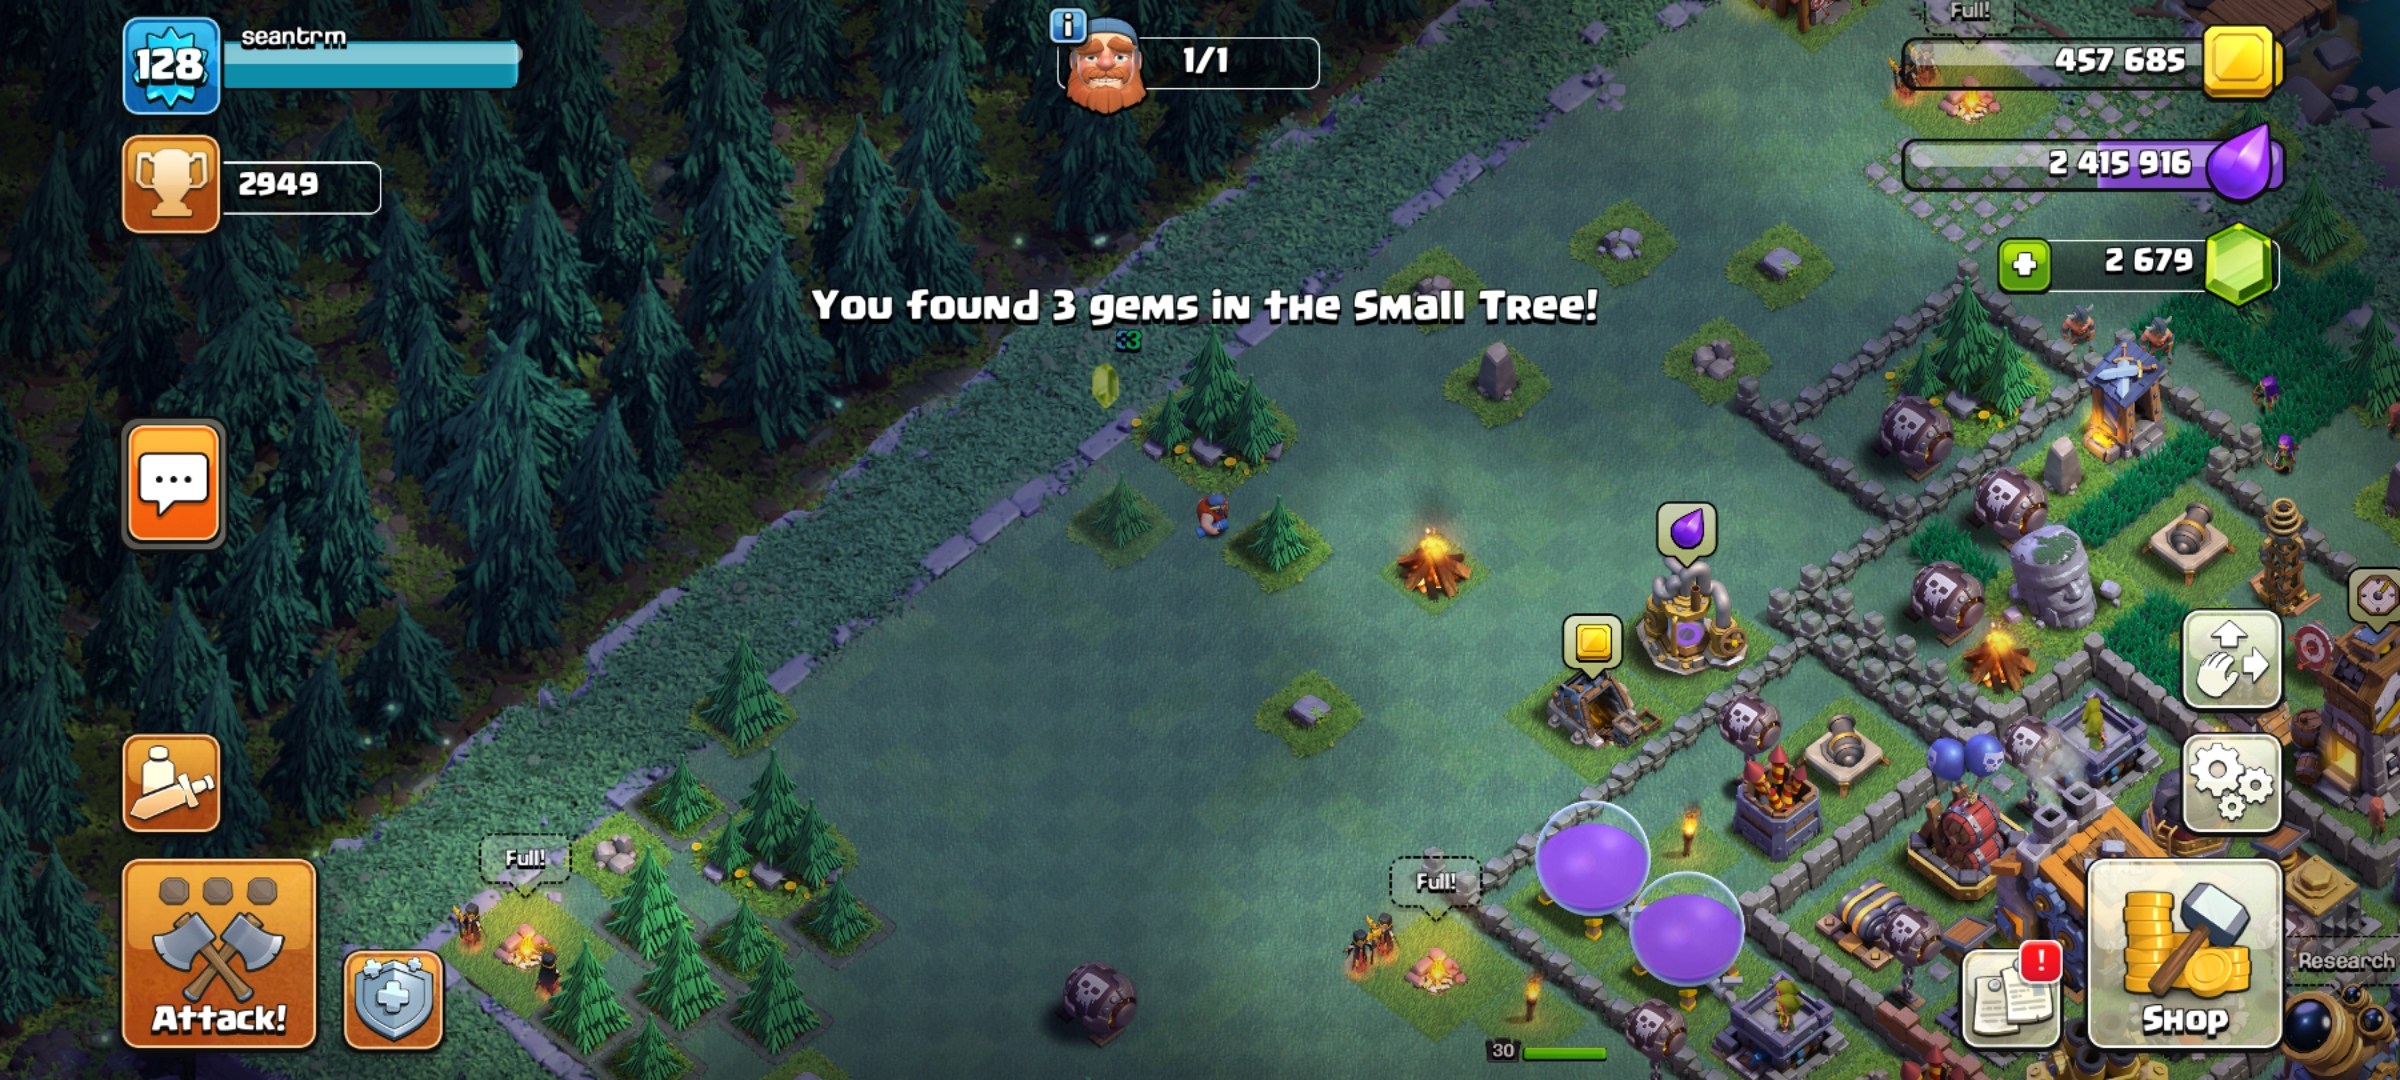 128
seantrm
1/1
Full!
457 685
2949
2 415 916
2 679
You found 3 gems in the Small Tree!
Full!
Full!
Attack!
30
!
Shop
Research